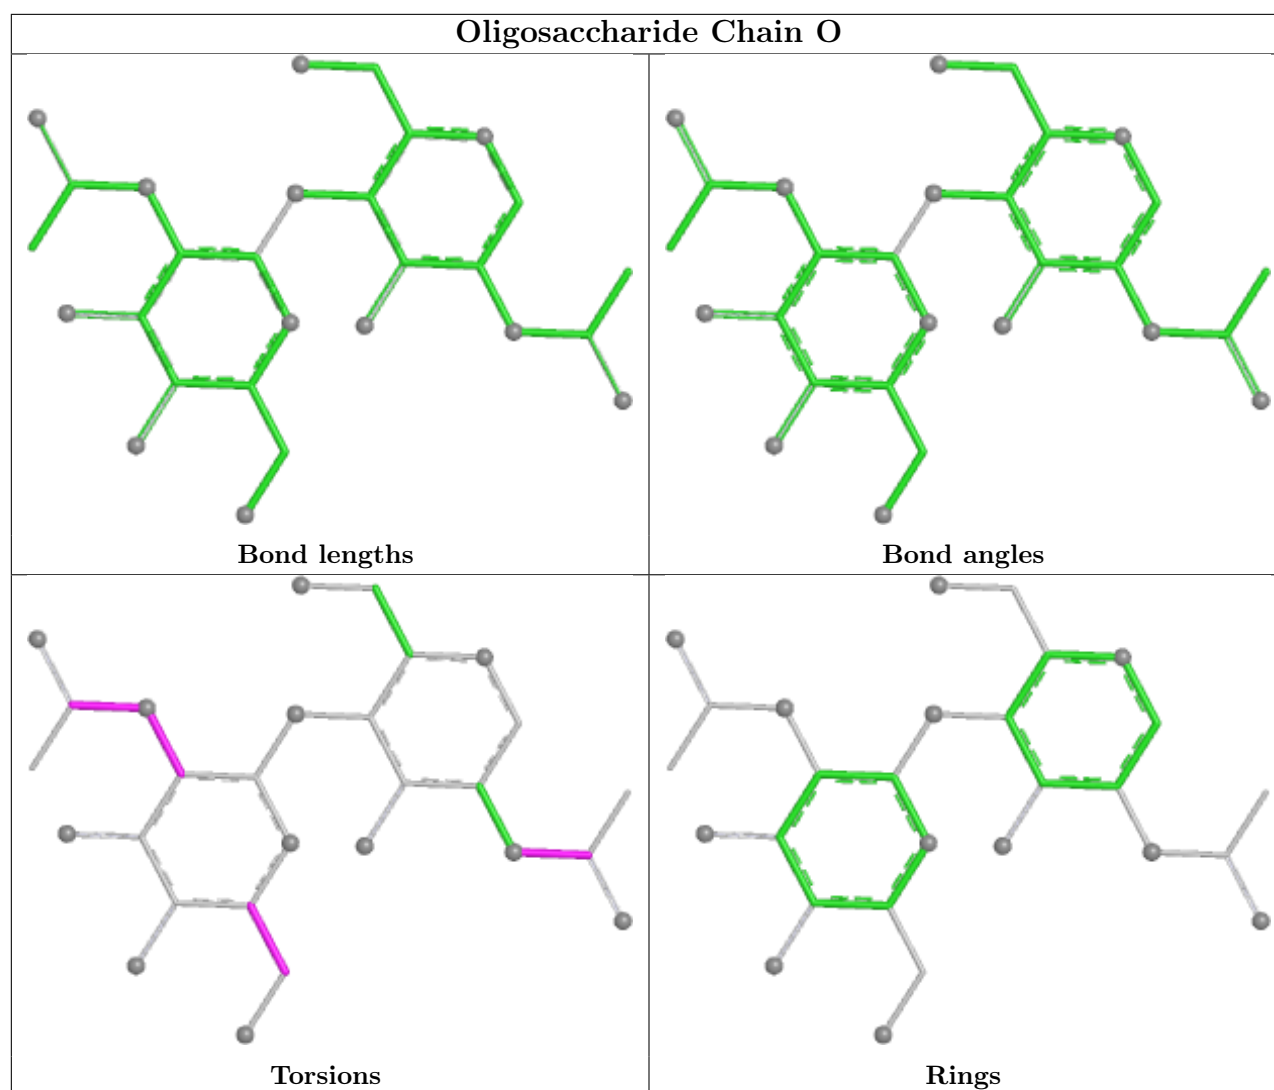 Oligosaccharide Chain O
Bond lengths
Bond angles
Torsions
Rings